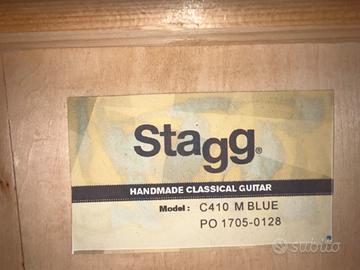 Stagg®
HANDMADE CLASSICAL GUITAR
Model : C410 M BLUE
PO 1705-0128
subito